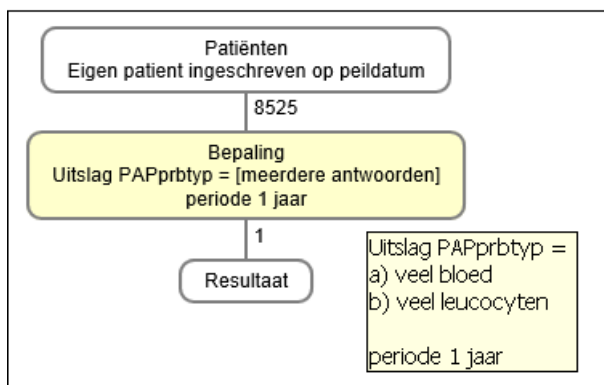 Patiënten
Eigen patient ingeschreven op peildatum
8525
Bepaling
Uitslag PAPprbtyp = [meerdere antwoorden]
periode 1 jaar
1
Resultaat
Uitslag PAPprbtyp =
a) veel bloed
b) veel leucocyten
periode 1 jaar